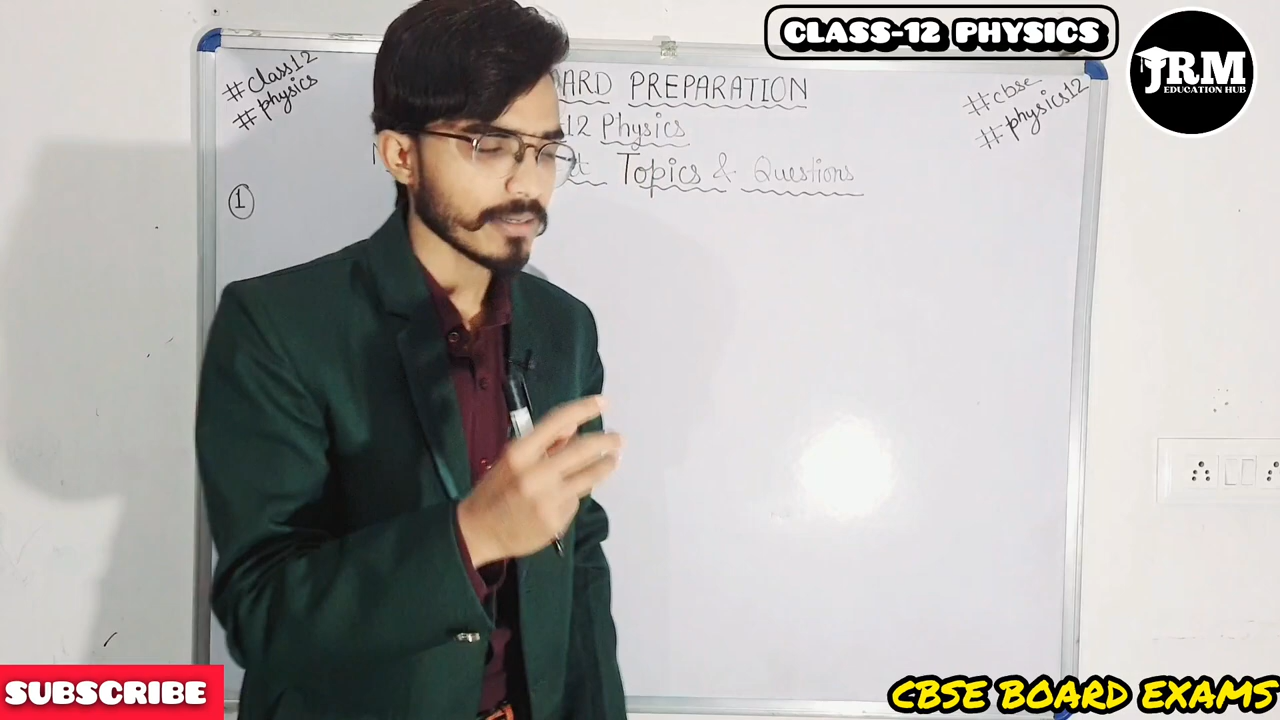 CLASS-12 PHYSICS
JRM
EDUCATION HUB
#Class12
#physics
ARD PREPARATION
12 Physics
#cbse
#physics12
Topics & Questions
1
SUBSCRIBE
CBSE BOARD EXAMS